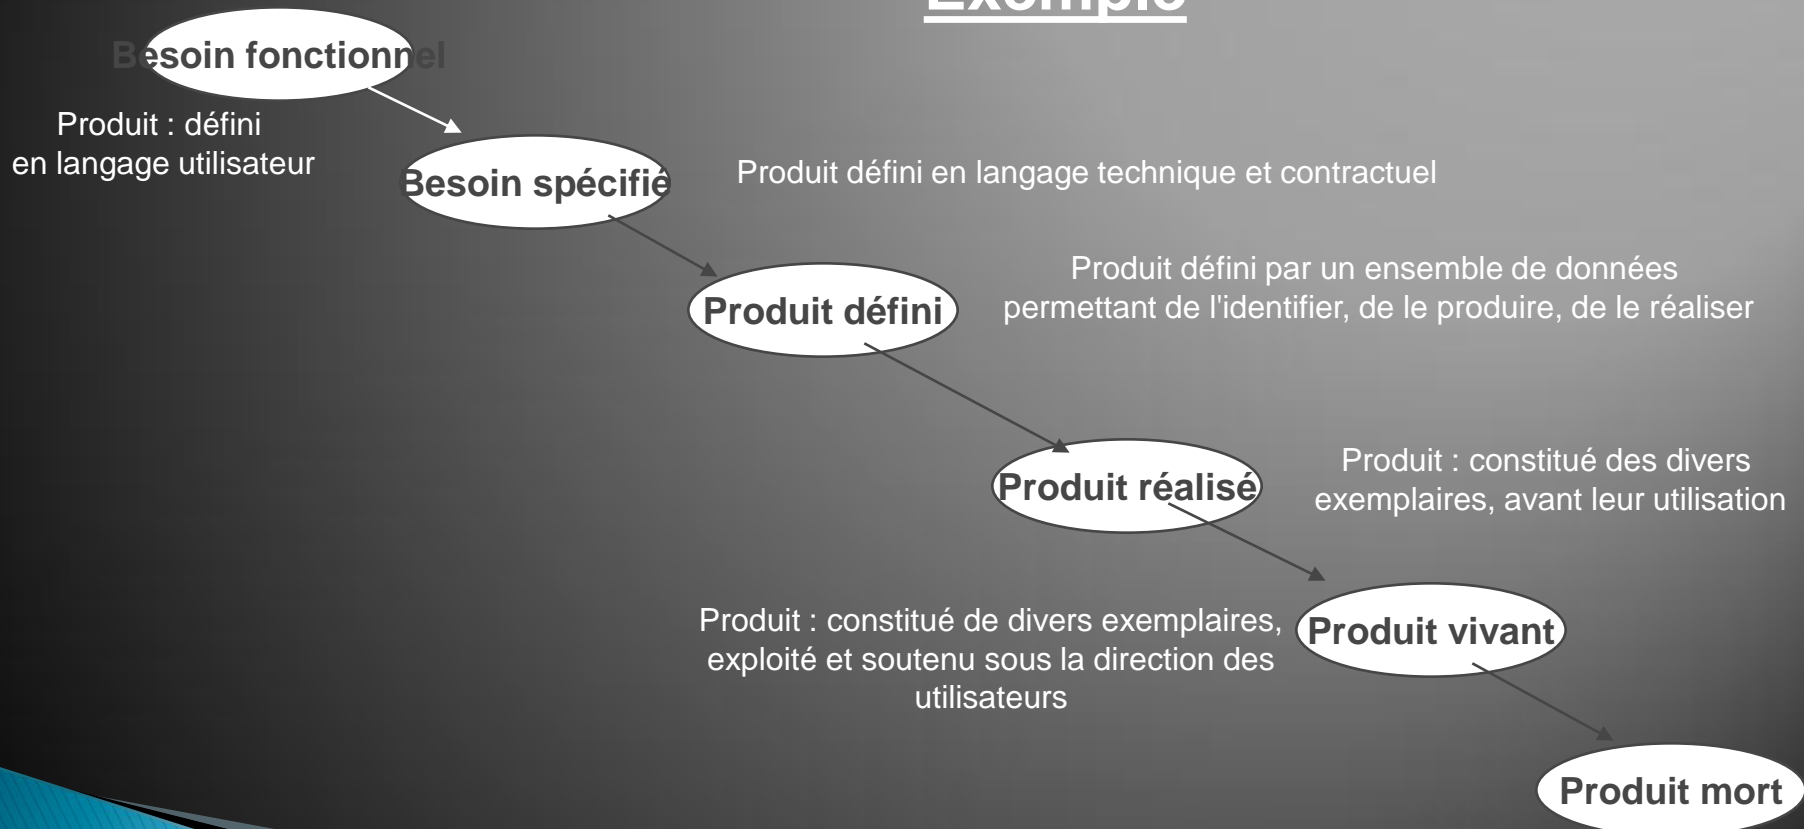 Exemple
Besoin fonctionnel
Produit : défini
en langage utilisateur
Besoin spécifié
Produit défini en langage technique et contractuel
Produit défini par un ensemble de données
permettant de l'identifier, de le produire, de le réaliser
Produit défini
Produit réalisé
Produit : constitué des divers
exemplaires, avant leur utilisation
Produit : constitué de divers exemplaires,
exploité et soutenu sous la direction des
utilisateurs
Produit vivant
Produit mort